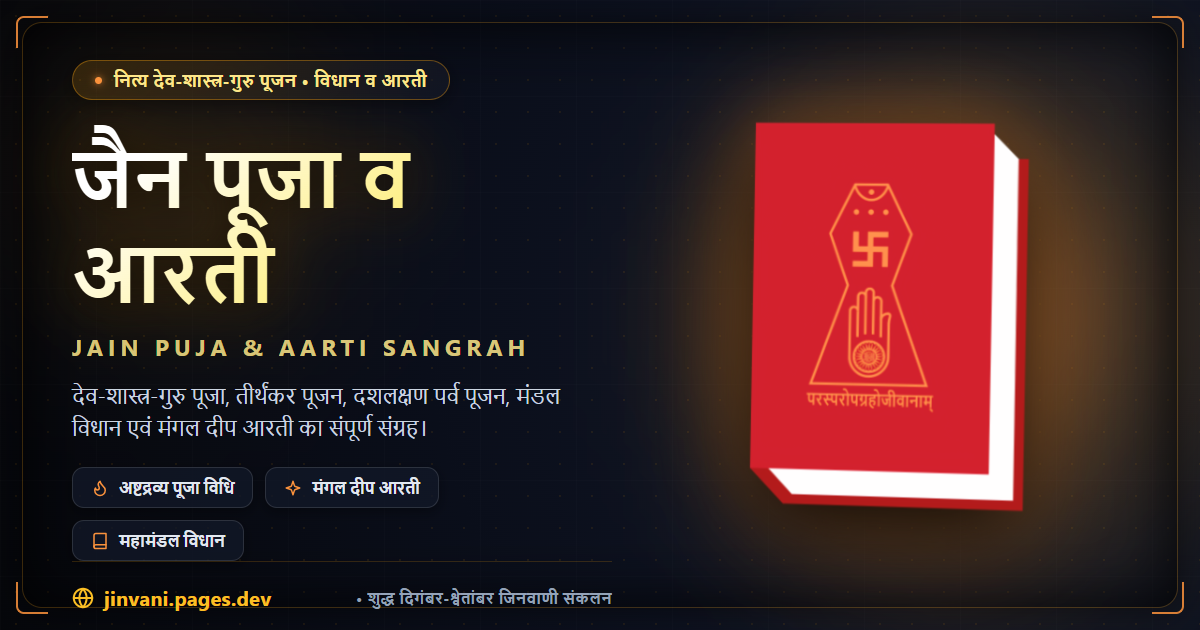 नित्य देव-शास्त्र-गुरु पूजन • विधान व आरती
जैन पूजा व
आरती
JAIN PUJA & AARTI SANGRAH
देव-शास्त्र-गुरु पूजा, तीर्थंकर पूजन, दशलक्षण पर्व पूजन, मंडल
विधान एवं मंगल दीप आरती का संपूर्ण संग्रह।
अष्टद्रव्य पूजा विधि
मंगल दीप आरती
महामंडल विधान
jinvani.pages.dev
• शुद्ध दिगंबर-श्वेतांबर जिनवाणी संकलन
परस्परोपग्रहोजीवानाम्